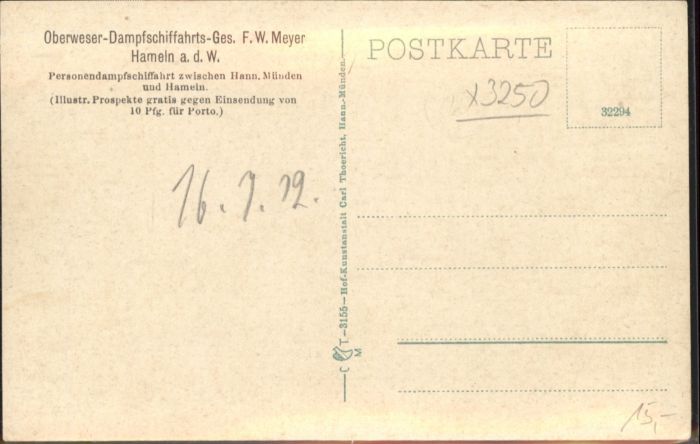 Oberweser-Dampfschiffahrts-Ges. F. W. Meyer
Hameln a. d. W.
Personendampfschiffahrt zwischen Hann. Münden
und Hameln.
(Illustr. Prospekte gratis gegen Einsendung von
10 Pfg. für Porto.)
16. 7. 12.
C T. - 3155 - Hof-Kunstanstalt Carl Thoericht, Hann.-Münden.
M
POSTKARTE
x3250
32294
15,-